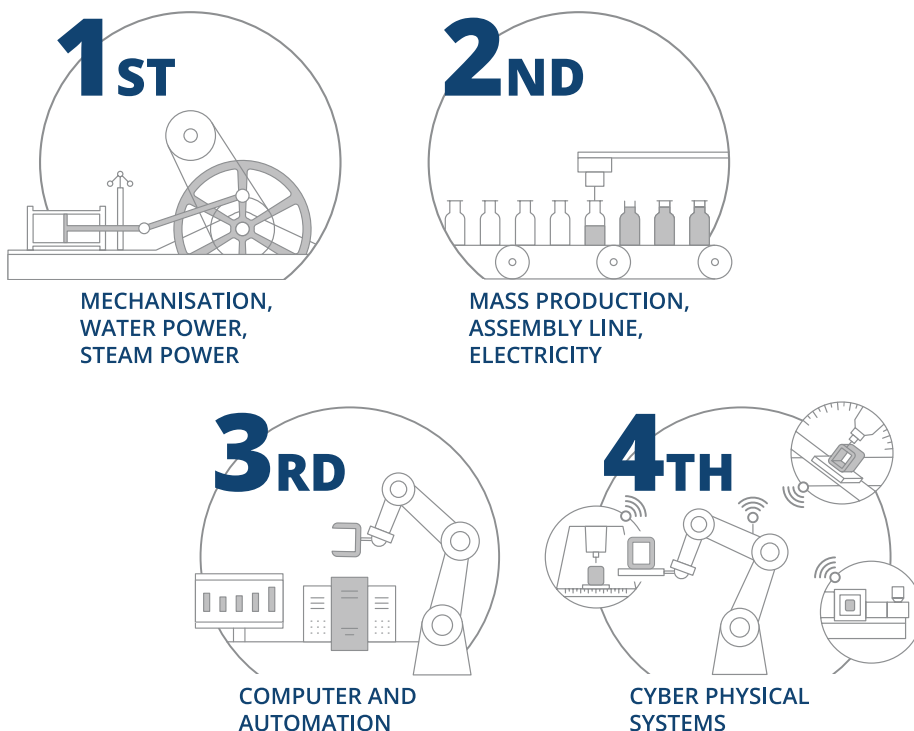 1ST
MECHANISATION,
WATER POWER,
STEAM POWER
2ND
MASS PRODUCTION,
ASSEMBLY LINE,
ELECTRICITY
3RD
COMPUTER AND
AUTOMATION
4TH
CYBER PHYSICAL
SYSTEMS